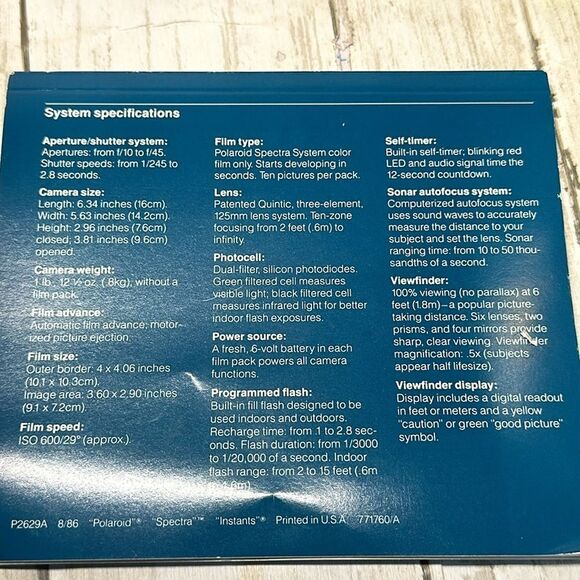 System specifications
Aperture/shutter system:
Apertures: from f/10 to f/45.
Shutter speeds: from 1/245 to
2.8 seconds.
Camera size:
Length: 6.34 inches (16cm).
Width: 5.63 inches (14.2cm).
Height: 2.96 inches (7.6cm)
closed; 3.81 inches (9.6cm)
opened.
Camera weight:
1 lb., 12½ oz. (.8kg), without a
film pack.
Film advance:
Automatic film advance: motor-
ized picture ejection.
Film size:
Outer border: 4 x 4.06 inches
(10.1 x 10.3cm).
Image area: 3.60 x 2.90 inches
(9.1 x 7.2cm).
Film speed:
ISO 600/29° (approx.).
Film type:
Polaroid Spectra System color
film only. Starts developing in
seconds. Ten pictures per pack.
Lens:
Patented Quintic, three-element,
125mm lens system. Ten-zone
focusing from 2 feet (.6m) to
infinity.
Photocell:
Dual-filter, silicon photodiodes.
Green filtered cell measures
visible light; black filtered cell
measures infrared light for better
indoor flash exposures.
Power source:
A fresh, 6-volt battery in each
film pack powers all camera
functions.
Programmed flash:
Built-in fill flash designed to be
used indoors and outdoors.
Recharge time: from .1 to 2.8 sec-
onds. Flash duration: from 1/3000
to 1/20,000 of a second. Indoor
flash range: from 2 to 15 feet (.6m
Self-timer:
Built-in self-timer; blinking red
LED and audio signal time the
12-second countdown.
Sonar autofocus system:
Computerized autofocus system
uses sound waves to accurately
measure the distance to your
subject and set the lens. Sonar
ranging time: from 10 to 50 thou-
sandths of a second.
Viewfinder:
100% viewing (no parallax) at 6
feet (1.8m)—a popular picture-
taking distance. Six lenses, two
prisms, and four mirrors provide
sharp, clear viewing. Viewfinder
magnification: .5x (subjects
appear half lifesize).
Viewfinder display:
Display includes a digital readout
in feet or meters and a yellow
"caution" or green "good picture"
symbol.
P2629A 8/86 "Polaroid"® "Spectra"™ "Instants"® Printed in U.S.A. 771760/A